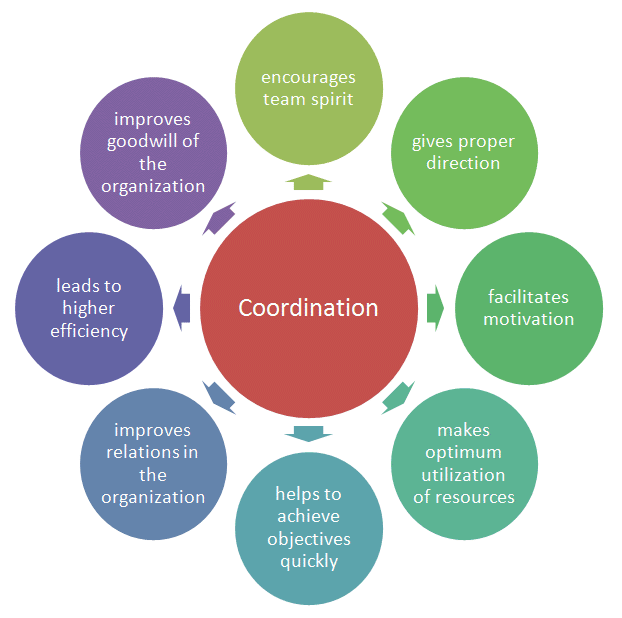 encourages
team spirit
gives proper
direction
facilitates
motivation
makes
optimum
utilization
of resources
helps to
achieve
objectives
quickly
improves
relations in
the
organization
leads to
higher
efficiency
improves
goodwill of
the
organization
Coordination